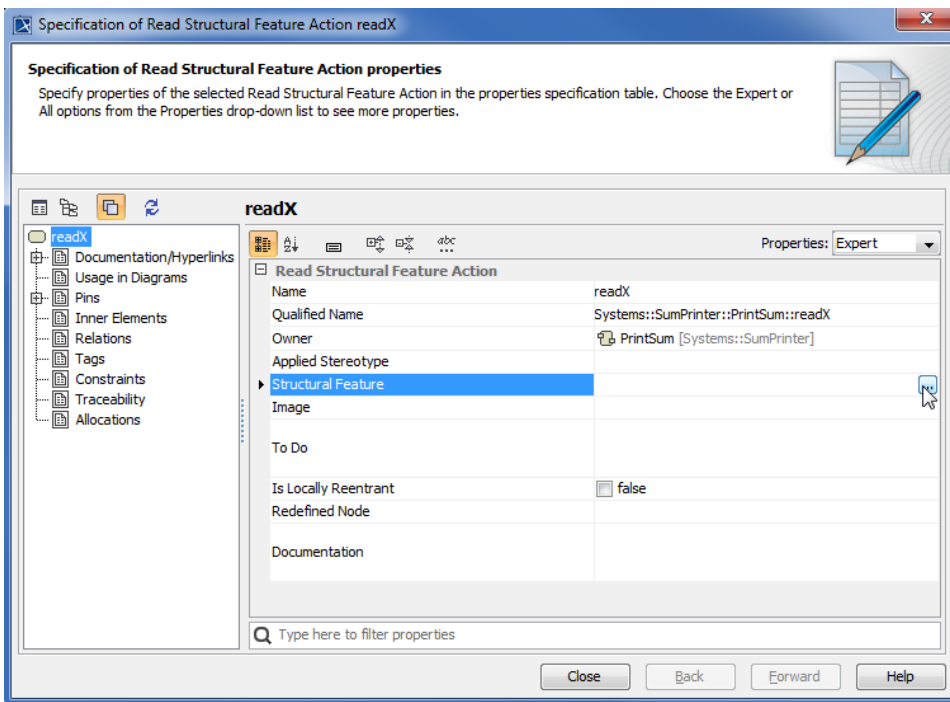 Specification of Read Structural Feature Action readX
Specification of Read Structural Feature Action properties
Specify properties of the selected Read Structural Feature Action in the properties specification table. Choose the Expert or
All options from the Properties drop-down list to see more properties.
readX
readX
Documentation/Hyperlinks
Usage in Diagrams
Pins
Inner Elements
Relations
Tags
Constraints
Traceability
Allocations
abc
Properties: Expert
Read Structural Feature Action
Name readX
Qualified Name Systems::SumPrinter::PrintSum::readX
Owner PrintSum [Systems::SumPrinter]
Applied Stereotype
Structural Feature ...
Image
To Do
Is Locally Reentrant false
Redefined Node
Documentation
Type here to filter properties
Close Back Forward Help